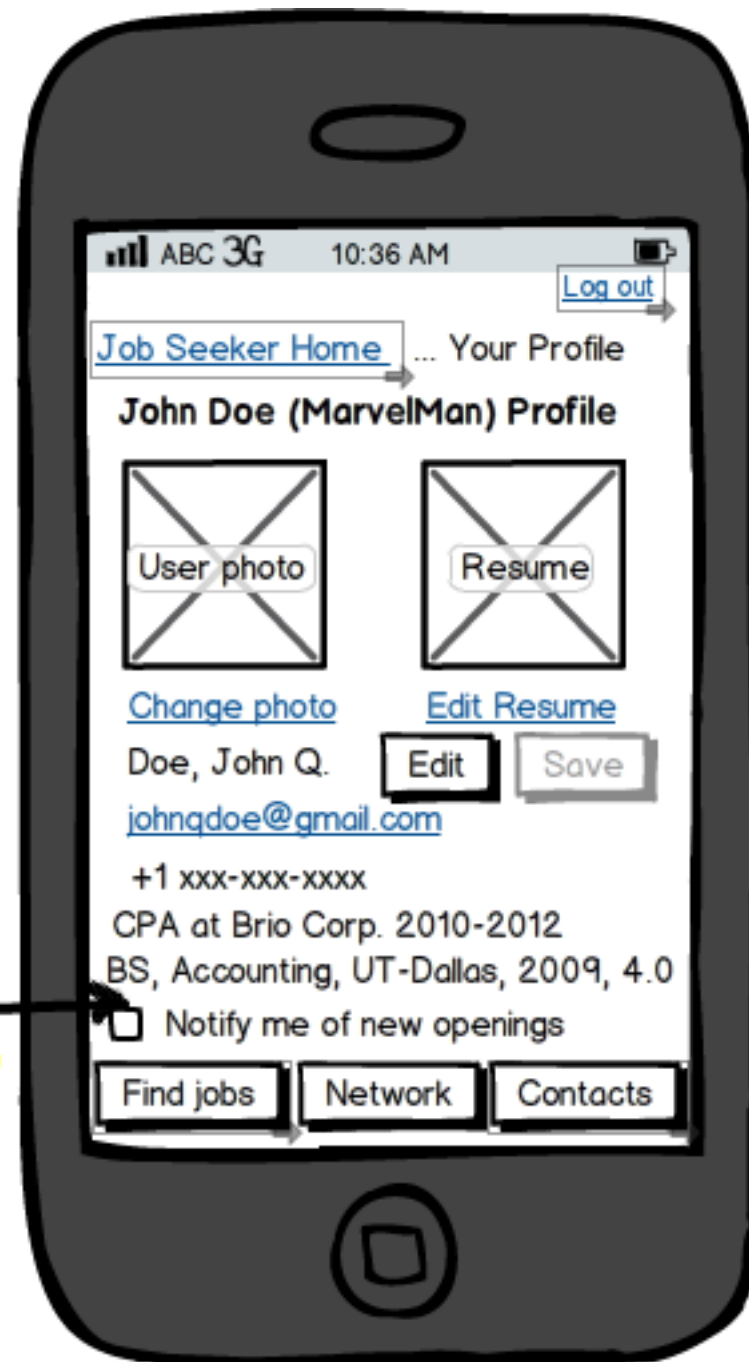 ABC 3G 10:36 AM
Log out
Job Seeker Home ... Your Profile
John Doe (MarvelMan) Profile
User photo Resume
Change photo Edit Resume
Doe, John Q. Edit Save
johnqdoe@gmail.com
+1 xxx-xxx-xxxx
CPA at Brio Corp. 2010-2012
BS, Accounting, UT-Dallas, 2009, 4.0
Notify me of new openings
Find jobs Network Contacts